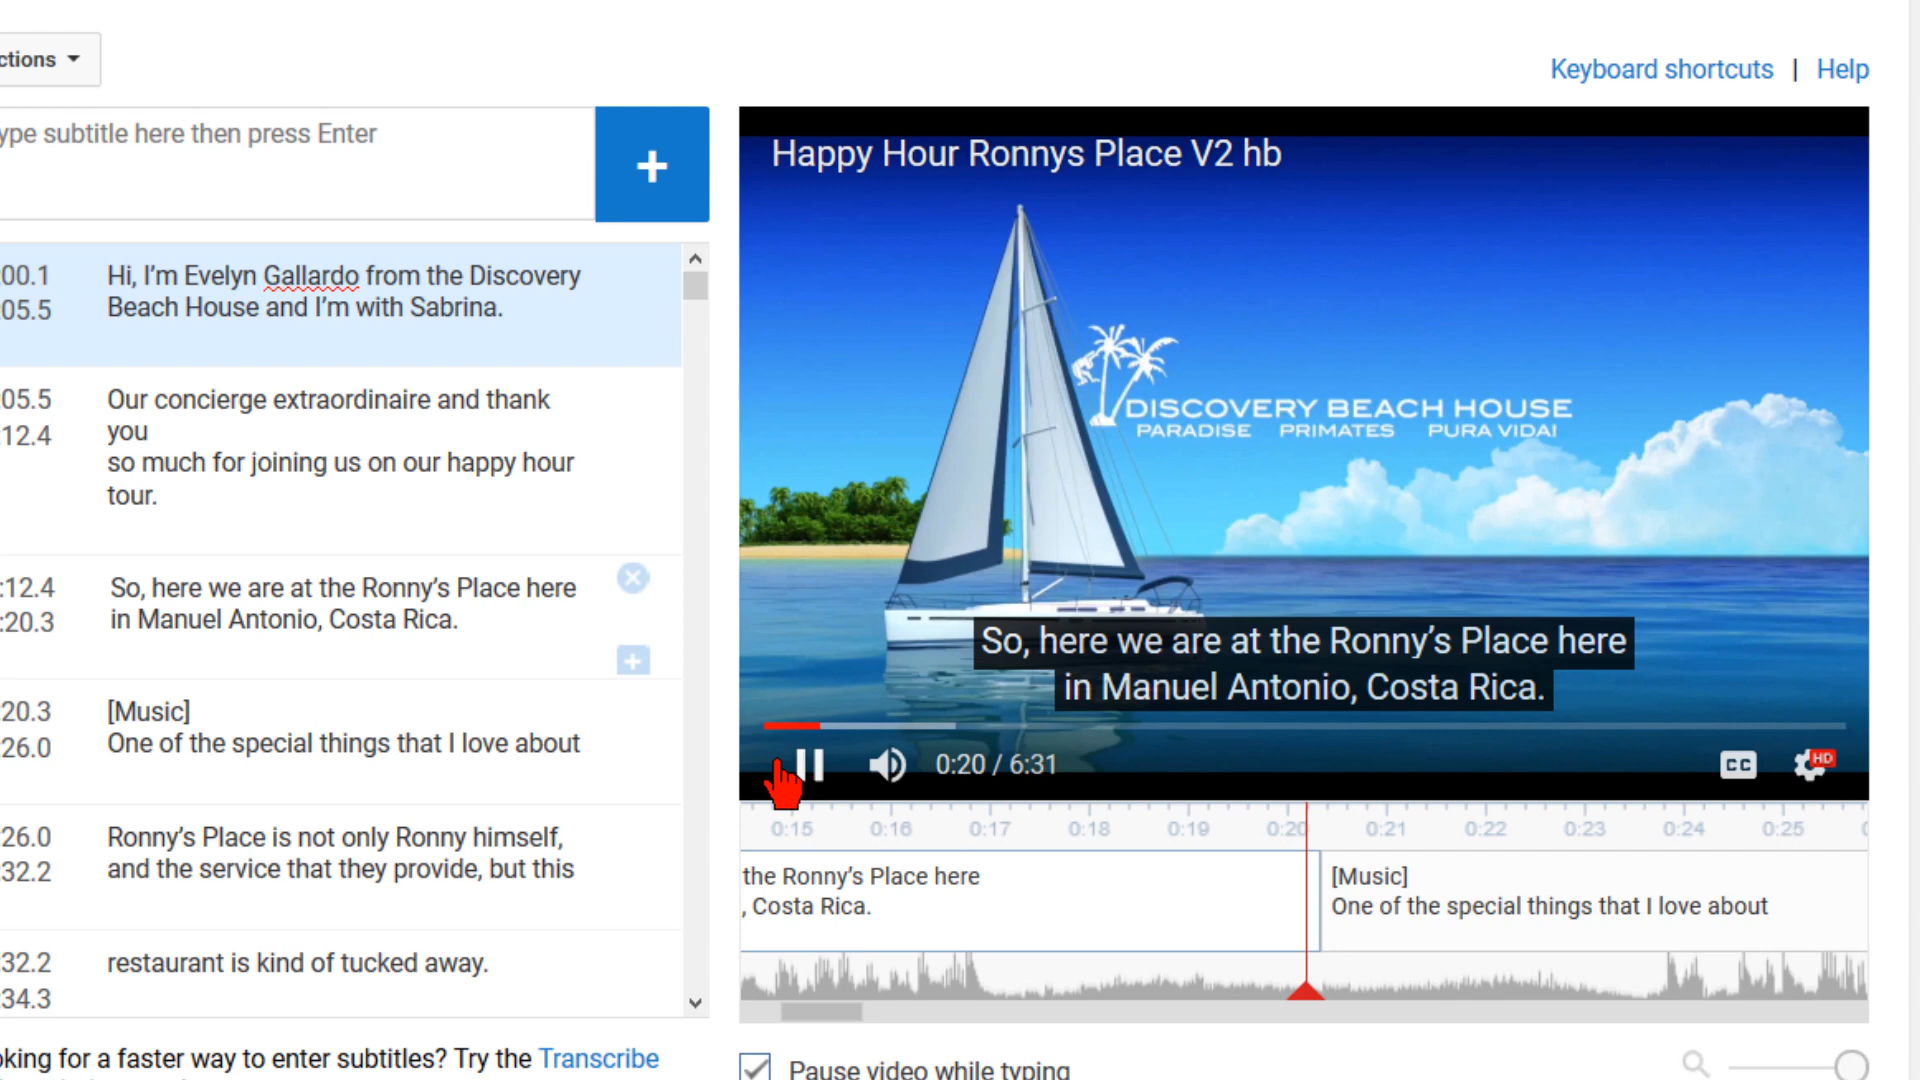 ctions
Keyboard shortcuts | Help
ype subtitle here then press Enter
+
:00.1
:05.5
Hi, I’m Evelyn Gallardo from the Discovery
Beach House and I’m with Sabrina.
:05.5
:12.4
Our concierge extraordinaire and thank
you
so much for joining us on our happy hour
tour.
:12.4
:20.3
So, here we are at the Ronny’s Place here
in Manuel Antonio, Costa Rica.
:20.3
:26.0
[Music]
One of the special things that I love about
:26.0
:32.2
Ronny’s Place is not only Ronny himself,
and the service that they provide, but this
:32.2
:34.3
restaurant is kind of tucked away.
oking for a faster way to enter subtitles? Try the Transcribe
Happy Hour Ronnys Place V2 hb
DISCOVERY BEACH HOUSE
PARADISE PRIMATES PURA VIDA!
So, here we are at the Ronny’s Place here
in Manuel Antonio, Costa Rica.
0:20 / 6:31
CC
HD
0:15 0:16 0:17 0:18 0:19 0:20 0:21 0:22 0:23 0:24 0:25
the Ronny’s Place here
, Costa Rica.
[Music]
One of the special things that I love about
Pause video while typing